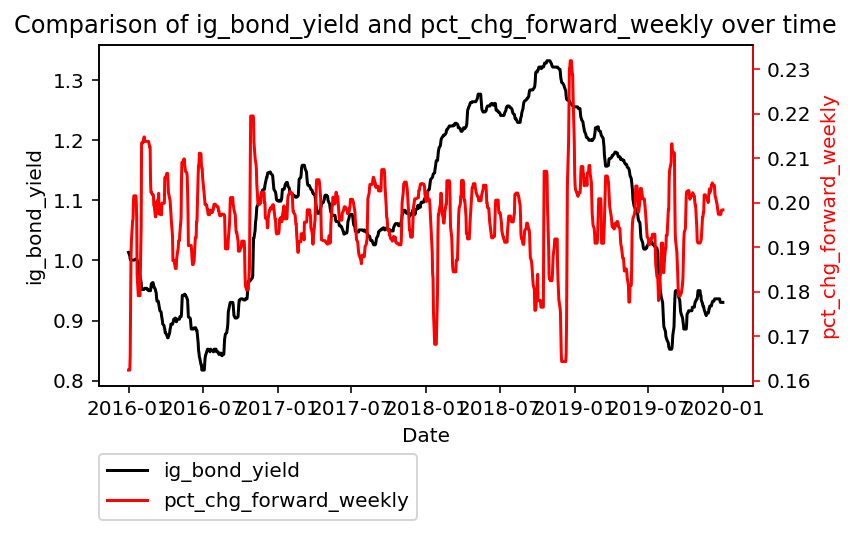 Comparison of ig_bond_yield and pct_chg_forward_weekly over time
ig_bond_yield
1.3
1.2
1.1
1.0
0.9
0.8
0.23
0.22
0.21
0.20
0.19
0.18
0.17
0.16
pct_chg_forward_weekly
2016-01 2016-07 2017-01 2017-07 2018-01 2018-07 2019-01 2019-07 2020-01
Date
ig_bond_yield
pct_chg_forward_weekly